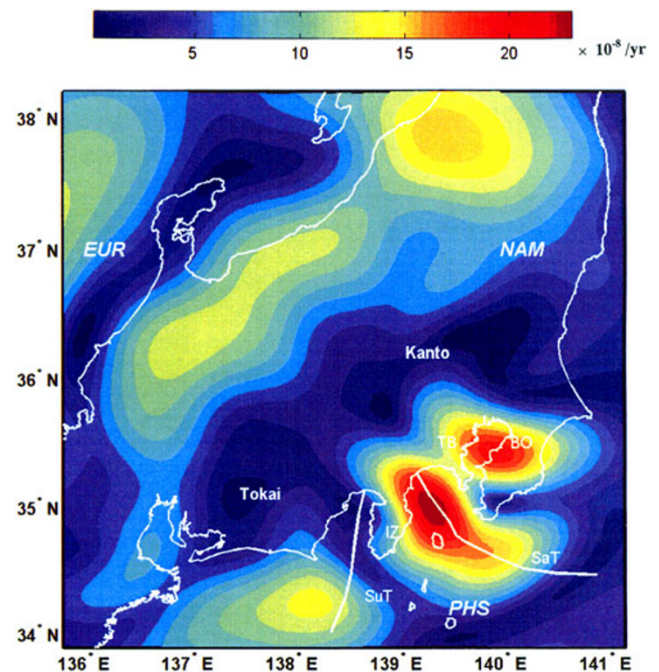 5 10 15 20 × 10⁻⁸ /yr
38° N
37° N
EUR NAM
Kanto
36° N
TB BO
Tokai
35° N
IZ
SaT
SuT
PHS
34° N
136° E 137° E 138° E 139° E 140° E 141° E